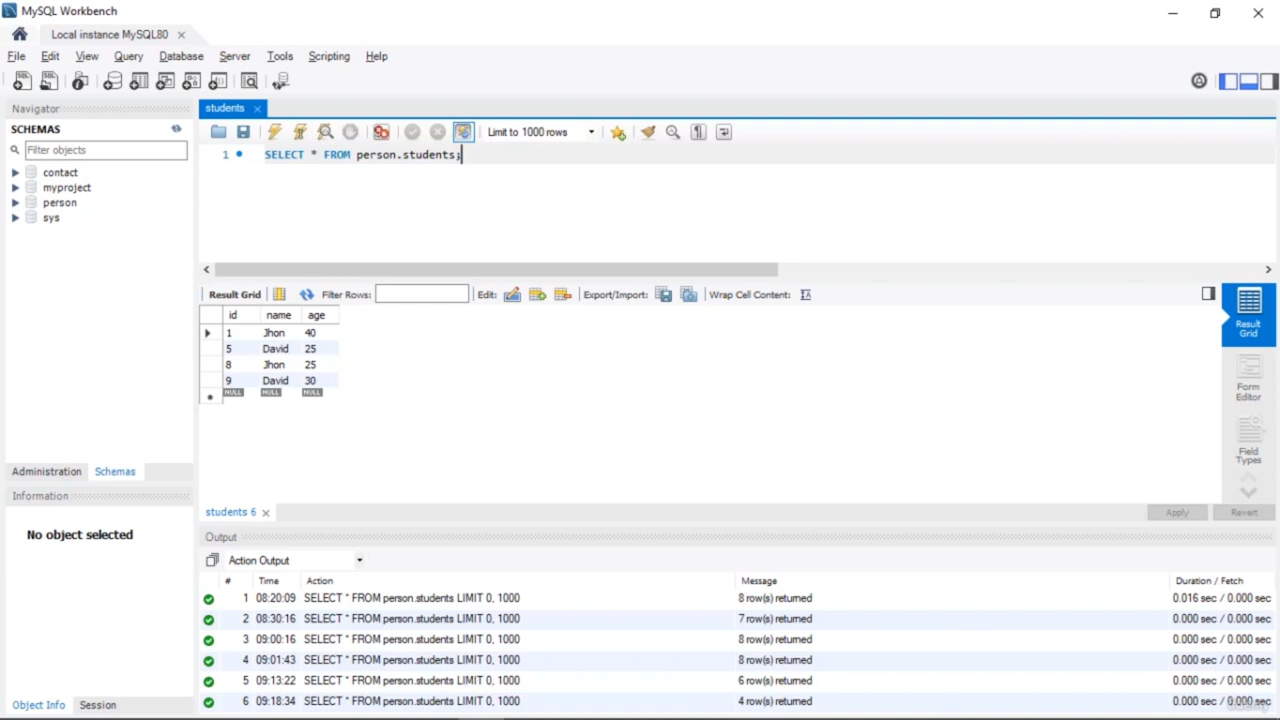 MySQL Workbench
Local instance MySQL80
File Edit View Query Database Server Tools Scripting Help
Navigator
SCHEMAS
Filter objects
contact
myproject
person
sys
Administration Schemas
Information
No object selected
Object Info Session
students
Limit to 1000 rows
1 SELECT * FROM person.students;
Result Grid Filter Rows: Edit: Export/Import: Wrap Cell Content:
id name age
1 Jhon 40
5 David 25
8 Jhon 25
9 David 30
NULL NULL NULL
Result Grid
Form Editor
Field Types
students 6 Apply Revert
Output
Action Output
# Time Action Message Duration / Fetch
1 08:20:09 SELECT * FROM person.students LIMIT 0, 1000 8 row(s) returned 0.016 sec / 0.000 sec
2 08:30:16 SELECT * FROM person.students LIMIT 0, 1000 7 row(s) returned 0.000 sec / 0.000 sec
3 09:00:16 SELECT * FROM person.students LIMIT 0, 1000 8 row(s) returned 0.000 sec / 0.000 sec
4 09:01:43 SELECT * FROM person.students LIMIT 0, 1000 8 row(s) returned 0.000 sec / 0.000 sec
5 09:13:22 SELECT * FROM person.students LIMIT 0, 1000 6 row(s) returned 0.000 sec / 0.000 sec
6 09:18:34 SELECT * FROM person.students LIMIT 0, 1000 4 row(s) returned 0.000 sec / 0.000 sec